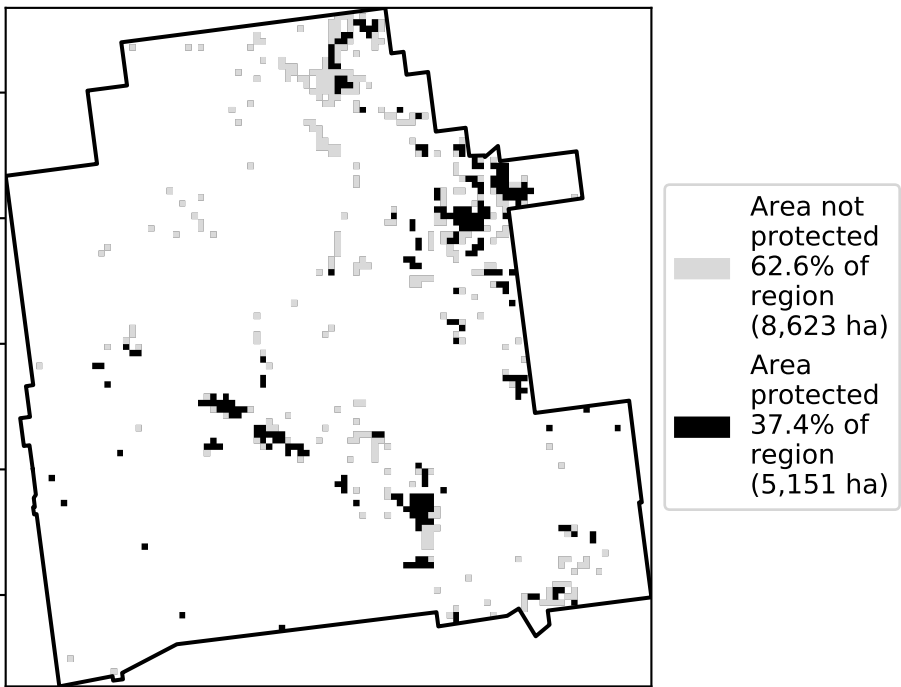 Area not
protected
62.6% of
region
(8,623 ha)
Area
protected
37.4% of
region
(5,151 ha)